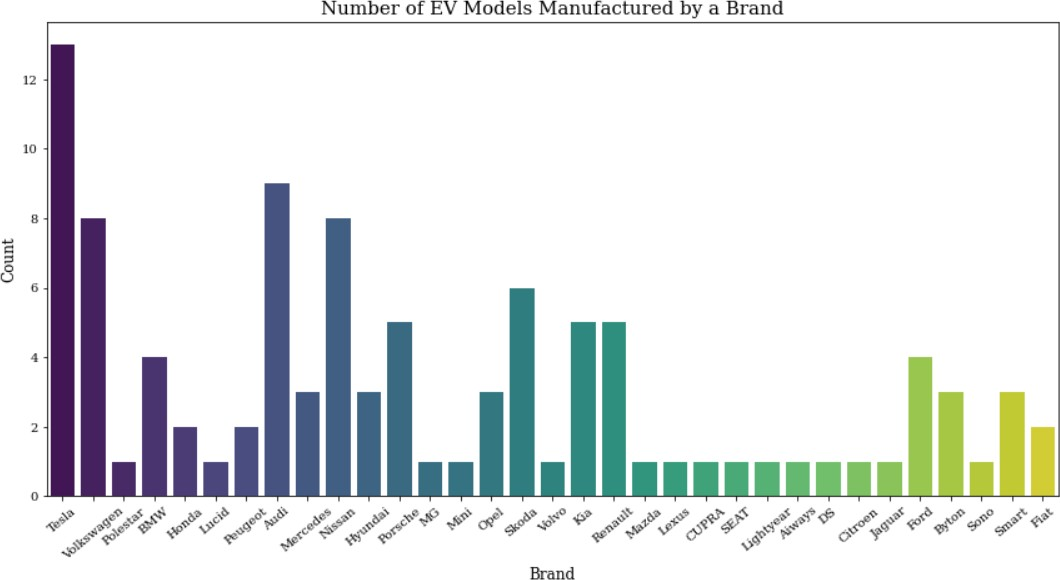 Number of EV Models Manufactured by a Brand
12
10
8
6
4
2
0
Count
Tesla
Volkswagen
Polestar
BMW
Honda
Lucid
Peugeot
Audi
Mercedes
Nissan
Hyundai
Porsche
MG
Mini
Opel
Skoda
Volvo
Kia
Renault
Mazda
Lexus
CUPRA
SEAT
Lightyear
Aiways
DS
Citroen
Jaguar
Ford
Byton
Sono
Smart
Fiat
Brand